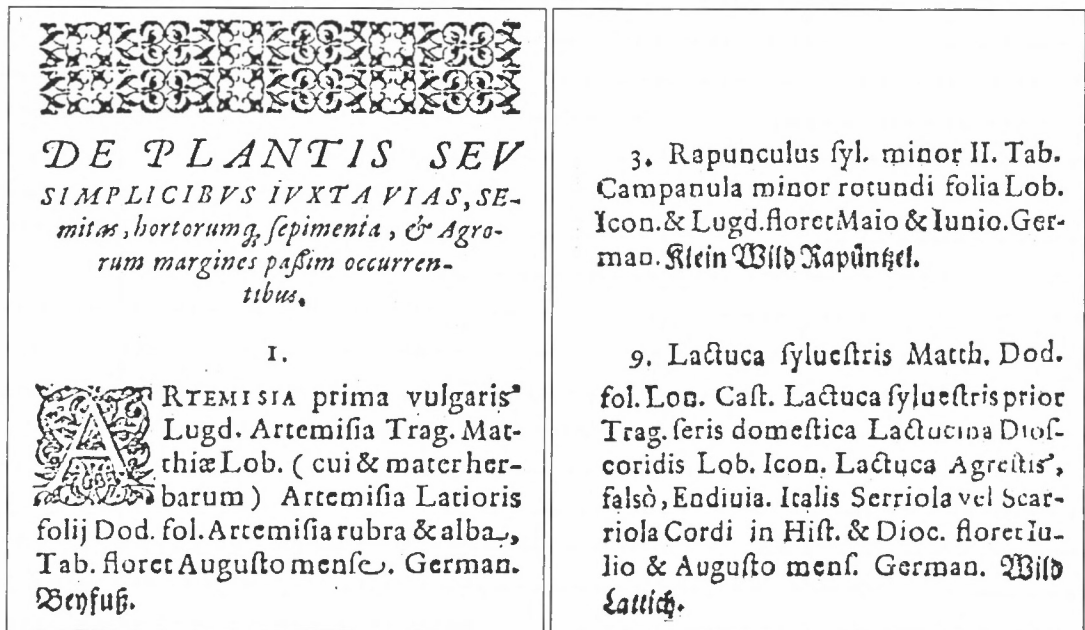 DE PLANTIS SEV
SIMPLICIBVS IVXTA VIAS, SE-
mitas, hortorumq; ſepimenta, & Agro-
rum margines paßim occurren-
tibus.
1.
ARTEMISIA prima vulgaris
Lugd. Artemiſia Trag. Mat-
thiæ Lob. ( cui & mater her-
barum ) Artemiſia Latioris
folij Dod. fol. Artemiſia rubra & alba,
Tab. floret Auguſto menſe. German.
Beyfuß.
3. Rapunculus ſyl. minor II. Tab.
Campanula minor rotundi folia Lob.
Icon. & Lugd. floret Maio & Iunio. Ger-
man. Klein Wild Rapüntzel.
9. Lactuca ſylueſtris Matth. Dod.
fol. Lon. Caſt. Lactuca ſylueſtris prior
Trag. ſeris domeſtica Lactucina Dioſ-
coridis Lob. Icon. Lactuca Agreſtis,
falsò, Endiuia. Italis Serriola vel Scar-
riola Cordi in Hiſt. & Dioc. floret Iu-
lio & Auguſto menſ. German. Wild
Lattich.